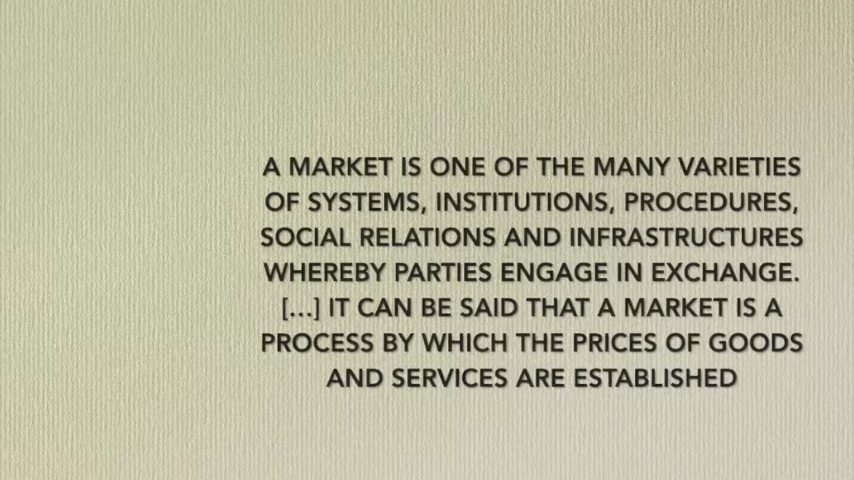 A MARKET IS ONE OF THE MANY VARIETIES
OF SYSTEMS, INSTITUTIONS, PROCEDURES,
SOCIAL RELATIONS AND INFRASTRUCTURES
WHEREBY PARTIES ENGAGE IN EXCHANGE.
[...] IT CAN BE SAID THAT A MARKET IS A
PROCESS BY WHICH THE PRICES OF GOODS
AND SERVICES ARE ESTABLISHED